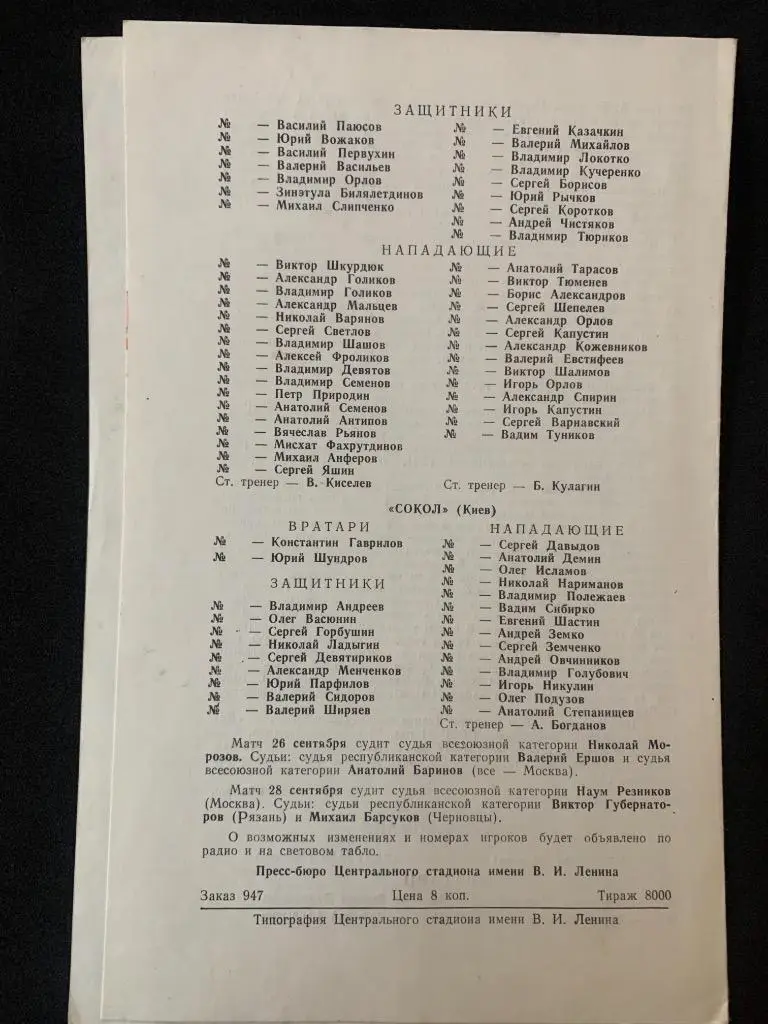 ЗАЩИТНИКИ
№ — Василий Паюсов
№ — Юрий Вожаков
№ — Василий Первухин
№ — Валерий Васильев
№ — Владимир Орлов
№ — Зинэтула Билялетдинов
№ — Михаил Слипченко
№ — Евгений Казачкин
№ — Валерий Михайлов
№ — Владимир Локотко
№ — Владимир Кучеренко
№ — Сергей Борисов
№ — Юрий Рычков
№ — Сергей Коротков
№ — Андрей Чистяков
№ — Владимир Тюриков
НАПАДАЮЩИЕ
№ — Виктор Шкурдюк
№ — Александр Голиков
№ — Владимир Голиков
№ — Александр Мальцев
№ — Николай Варянов
№ — Сергей Светлов
№ — Владимир Шашов
№ — Алексей Фроликов
№ — Владимир Девятов
№ — Владимир Семенов
№ — Петр Природин
№ — Анатолий Семенов
№ — Анатолий Антипов
№ — Вячеслав Рьянов
№ — Мисхат Фахрутдинов
№ — Михаил Анферов
№ — Сергей Яшин
Ст. тренер — В. Киселев
№ — Анатолий Тарасов
№ — Виктор Тюменев
№ — Борис Александров
№ — Сергей Шепелев
№ — Александр Орлов
№ — Сергей Капустин
№ — Александр Кожевников
№ — Валерий Евстифеев
№ — Виктор Шалимов
№ — Игорь Орлов
№ — Александр Спирин
№ — Игорь Капустин
№ — Сергей Варнавский
№ — Вадим Туников
Ст. тренер — Б. Кулагин
«СОКОЛ» (Киев)
ВРАТАРИ
№ — Константин Гаврилов
№ — Юрий Шундров
ЗАЩИТНИКИ
№ — Владимир Андреев
№ — Олег Васюнин
№ — Сергей Горбушин
№ — Николай Ладыгин
№ — Сергей Девятириков
№ — Александр Менченков
№ — Юрий Парфилов
№ — Валерий Сидоров
№ — Валерий Ширяев
НАПАДАЮЩИЕ
№ — Сергей Давыдов
№ — Анатолий Демин
№ — Олег Исламов
№ — Николай Нариманов
№ — Владимир Полежаев
№ — Вадим Сибирко
№ — Евгений Шастин
№ — Андрей Земко
№ — Сергей Земченко
№ — Андрей Овчинников
№ — Владимир Голубович
№ — Игорь Никулин
№ — Олег Подузов
№ — Анатолий Степанищев
Ст. тренер — А. Богданов
Матч 26 сентября судит судья всесоюзной категории Николай Мо-
розов. Судьи: судья республиканской категории Валерий Ершов и судья
всесоюзной категории Анатолий Баринов (все — Москва).
Матч 28 сентября судит судья всесоюзной категории Наум Резников
(Москва). Судьи: судьи республиканской категории Виктор Губернато-
ров (Рязань) и Михаил Барсуков (Черновцы).
О возможных изменениях и номерах игроков будет объявлено по
радио и на световом табло.
Пресс-бюро Центрального стадиона имени В. И. Ленина
Заказ 947 Цена 8 коп. Тираж 8000
Типография Центрального стадиона имени В. И. Ленина